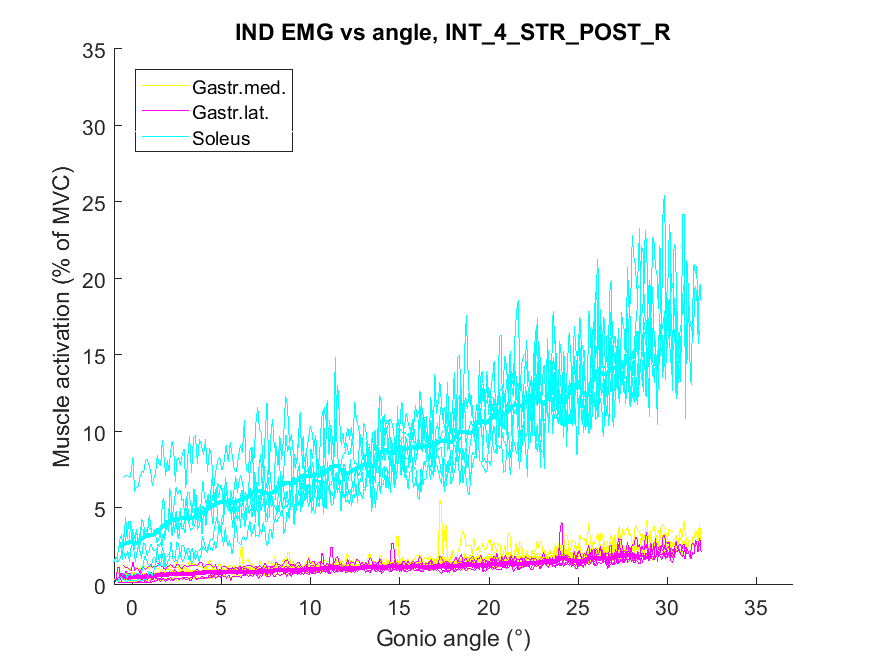 IND EMG vs angle, INT_4_STR_POST_R
35
30
25
20
15
10
5
0
Muscle activation (% of MVC)
Gastr.med.
Gastr.lat.
Soleus
0 5 10 15 20 25 30 35
Gonio angle (°)